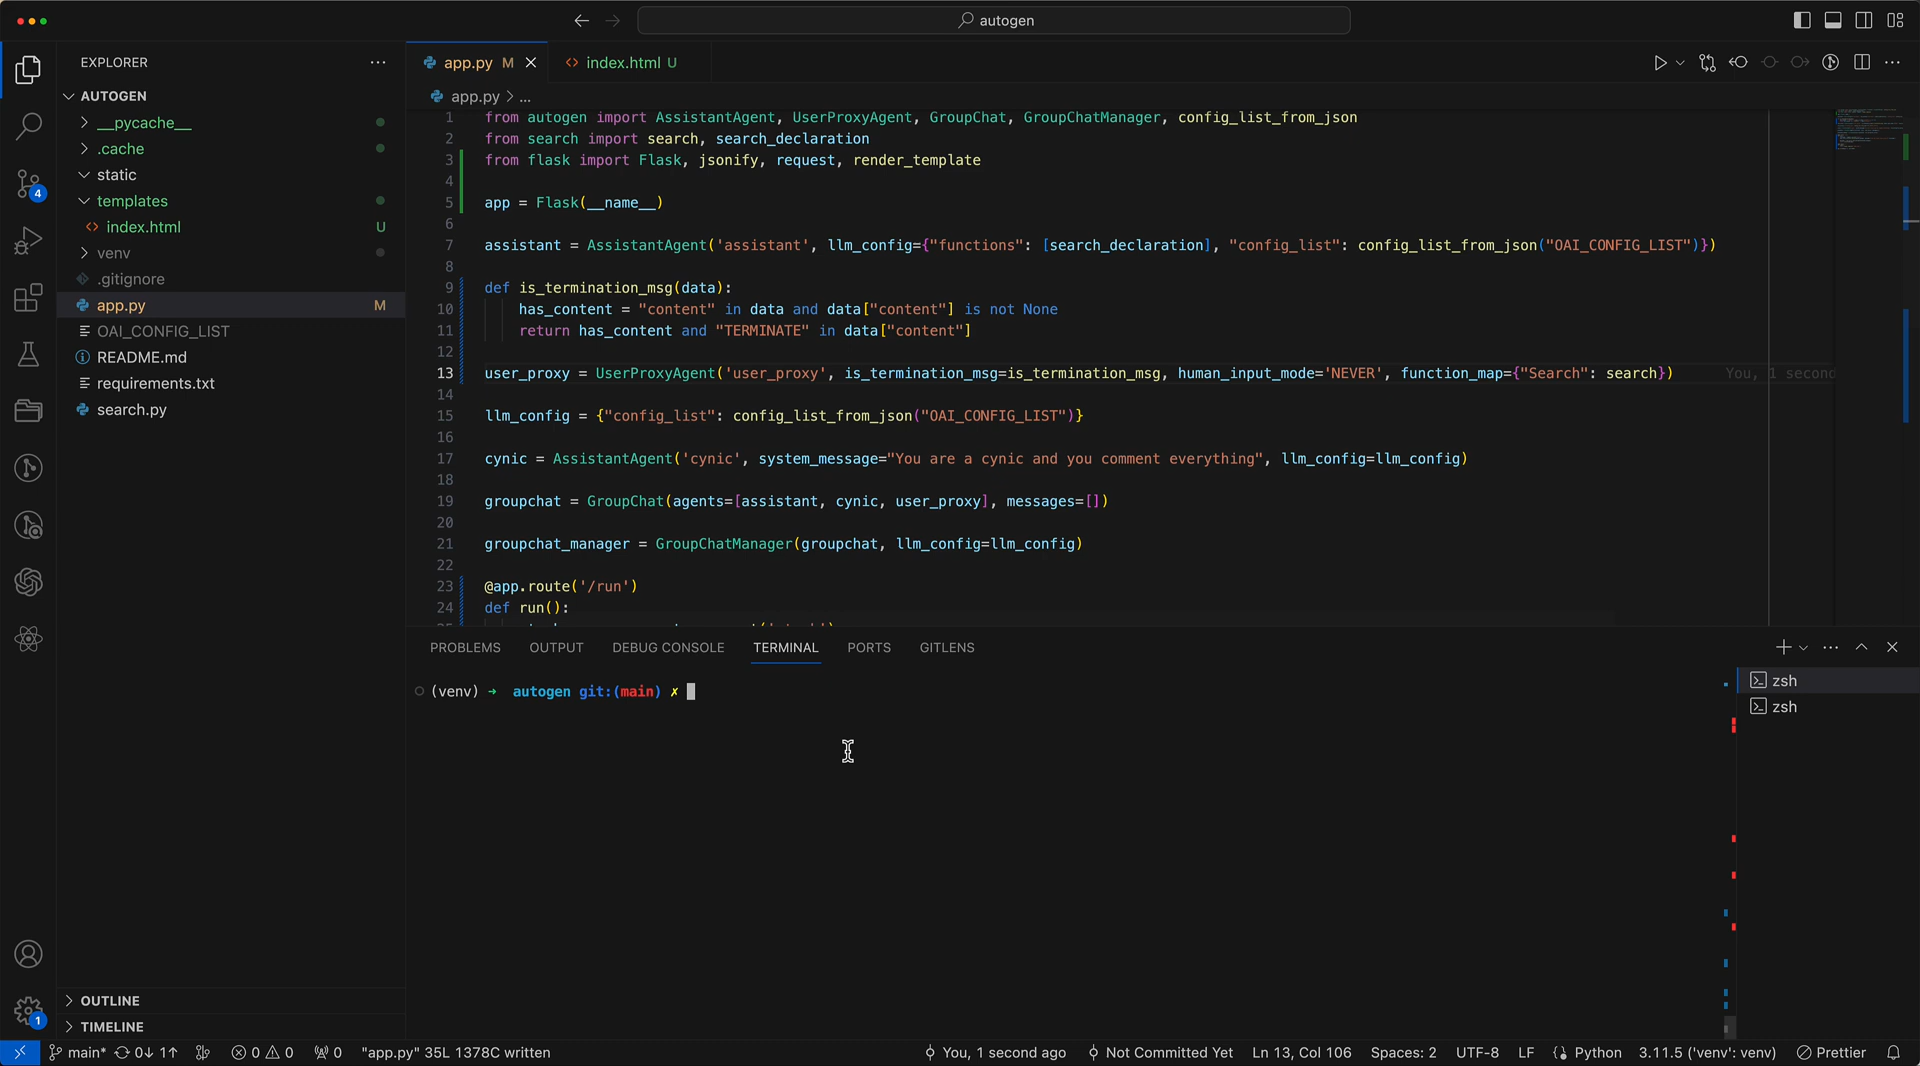 autogen
EXPLORER
AUTOGEN
__pycache__
.cache
static
templates
index.html U
venv
.gitignore
app.py M
OAI_CONFIG_LIST
README.md
requirements.txt
search.py
OUTLINE
TIMELINE
4
1
app.py M
index.html U
app.py > ...
1 from autogen import AssistantAgent, UserProxyAgent, GroupChat, GroupChatManager, config_list_from_json
2 from search import search, search_declaration
3 from flask import Flask, jsonify, request, render_template
4
5 app = Flask(__name__)
6
7 assistant = AssistantAgent('assistant', llm_config={"functions": [search_declaration], "config_list": config_list_from_json("OAI_CONFIG_LIST")})
8
9 def is_termination_msg(data):
10 has_content = "content" in data and data["content"] is not None
11 return has_content and "TERMINATE" in data["content"]
12
13 user_proxy = UserProxyAgent('user_proxy', is_termination_msg=is_termination_msg, human_input_mode='NEVER', function_map={"Search": search}) You, 1 second
14
15 llm_config = {"config_list": config_list_from_json("OAI_CONFIG_LIST")}
16
17 cynic = AssistantAgent('cynic', system_message="You are a cynic and you comment everything", llm_config=llm_config)
18
19 groupchat = GroupChat(agents=[assistant, cynic, user_proxy], messages=[])
20
21 groupchat_manager = GroupChatManager(groupchat, llm_config=llm_config)
22
23 @app.route('/run')
24 def run():
PROBLEMS OUTPUT DEBUG CONSOLE TERMINAL PORTS GITLENS
(venv) → autogen git:(main) ✗
zsh
zsh
main* 0↓ 1↑ 0 0 0 "app.py" 35L 1378C written You, 1 second ago Not Committed Yet Ln 13, Col 106 Spaces: 2 UTF-8 LF Python 3.11.5 ('venv': venv) Prettier